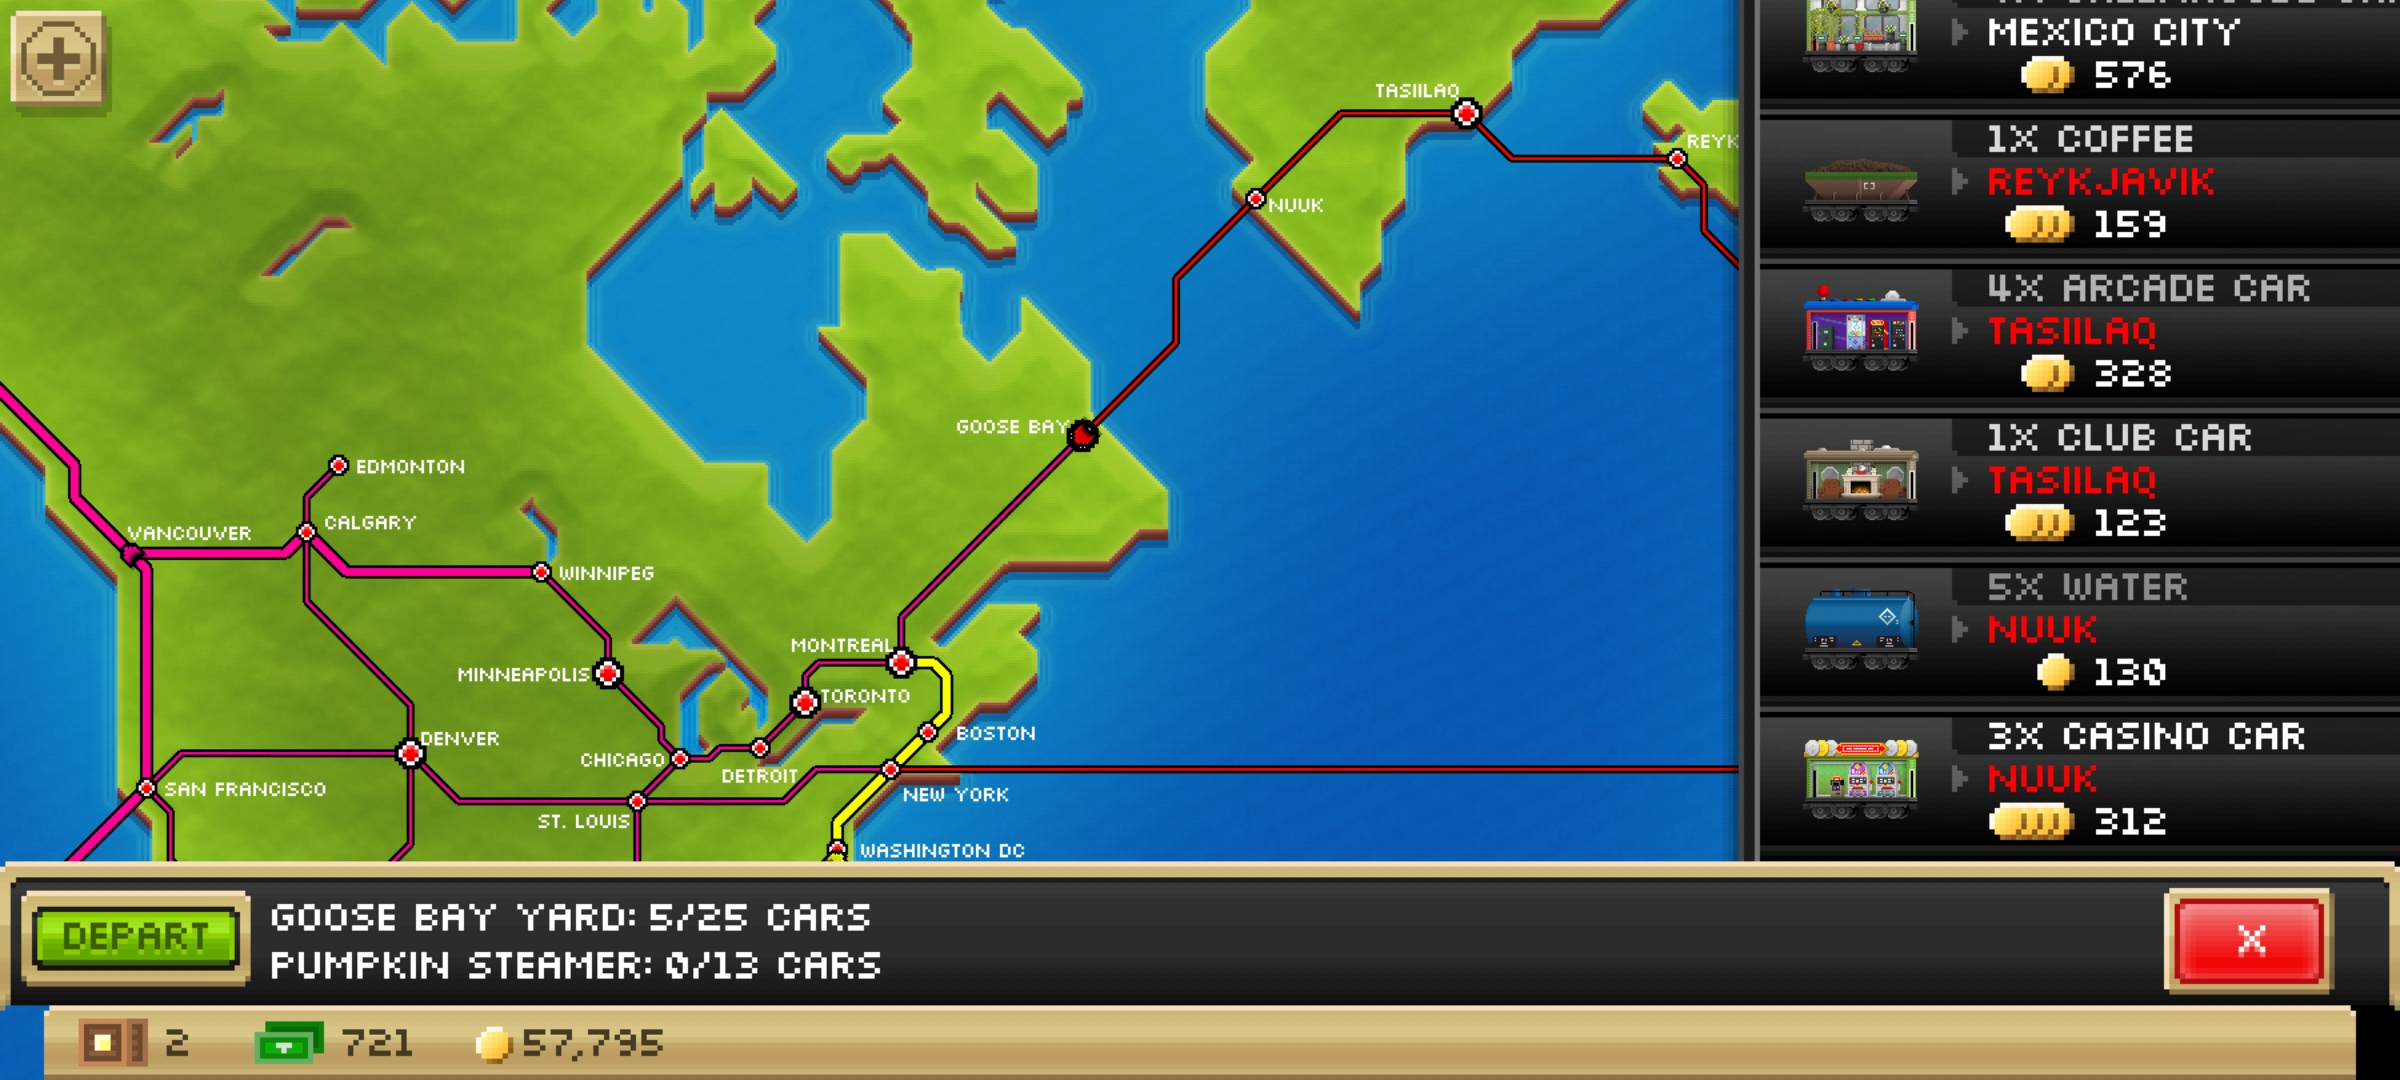 TASIILAQ
REYK
NUUK
GOOSE BAY
EDMONTON
CALGARY
VANCOUVER
WINNIPEG
MONTREAL
MINNEAPOLIS
TORONTO
BOSTON
DENVER
CHICAGO
DETROIT
SAN FRANCISCO
NEW YORK
ST. LOUIS
WASHINGTON DC
MEXICO CITY
576
1X COFFEE
REYKJAVIK
159
4X ARCADE CAR
TASIILAQ
328
1X CLUB CAR
TASIILAQ
123
5X WATER
NUUK
130
3X CASINO CAR
NUUK
312
DEPART
GOOSE BAY YARD: 5/25 CARS
PUMPKIN STEAMER: 0/13 CARS
X
2
721
57,795